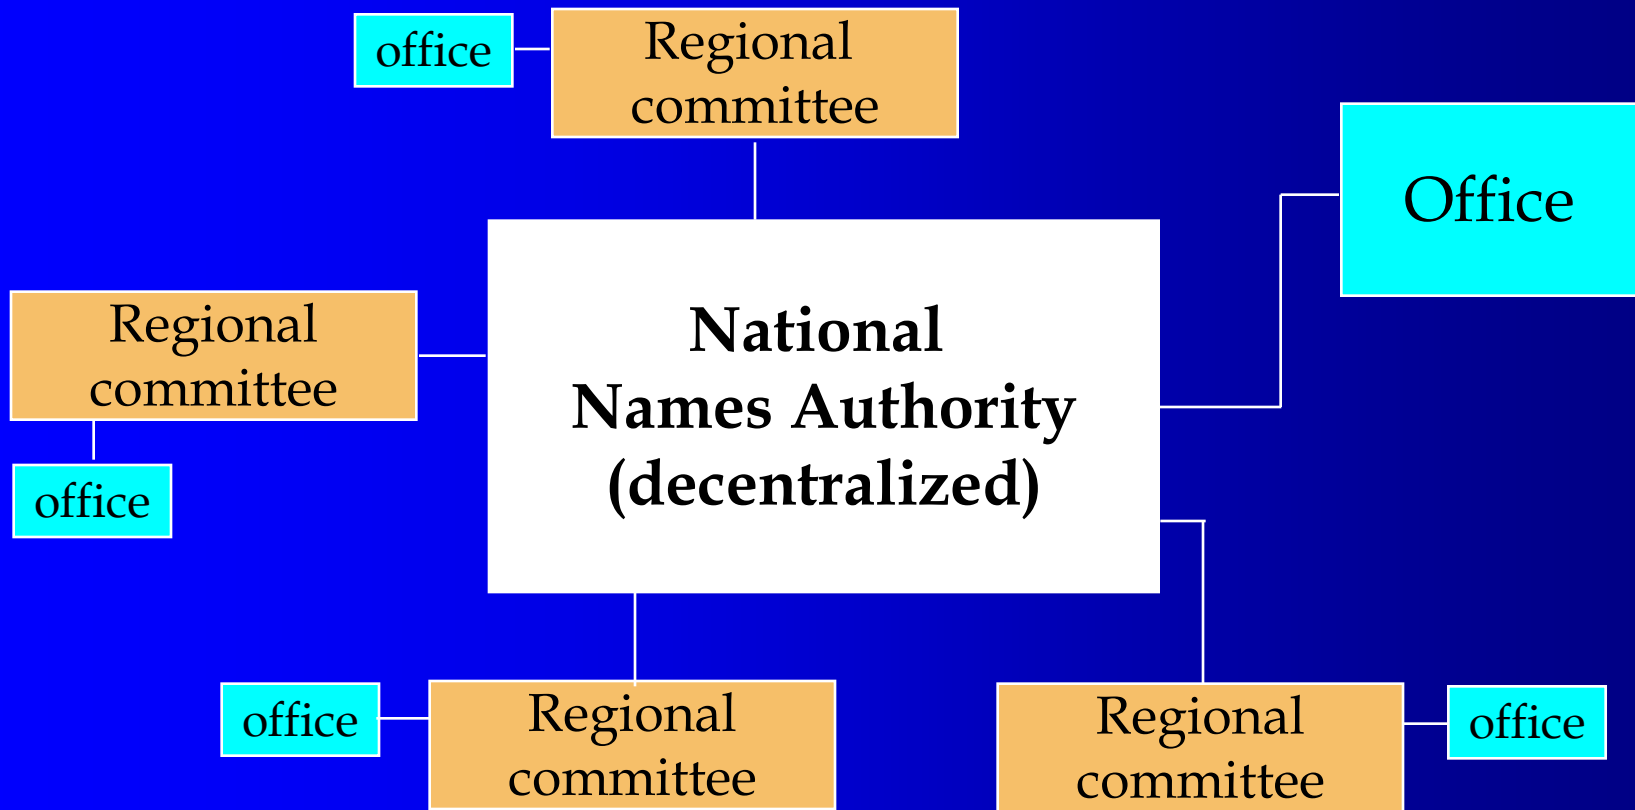 office
Regional
committee
Office
National
Names Authority
(decentralized)
Regional
committee
office
office
Regional
committee
Regional
committee
office